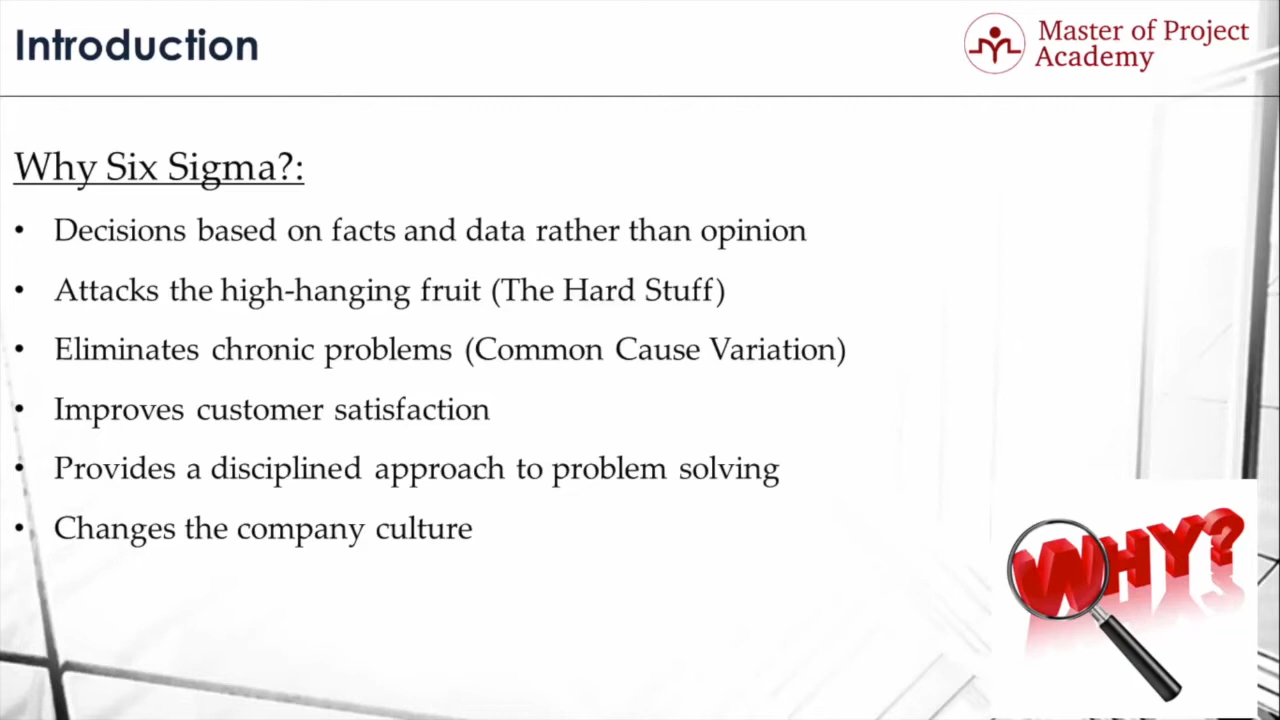 Introduction
Master of Project
Academy
Why Six Sigma?:
• Decisions based on facts and data rather than opinion
• Attacks the high-hanging fruit (The Hard Stuff)
• Eliminates chronic problems (Common Cause Variation)
• Improves customer satisfaction
• Provides a disciplined approach to problem solving
• Changes the company culture
WHY?